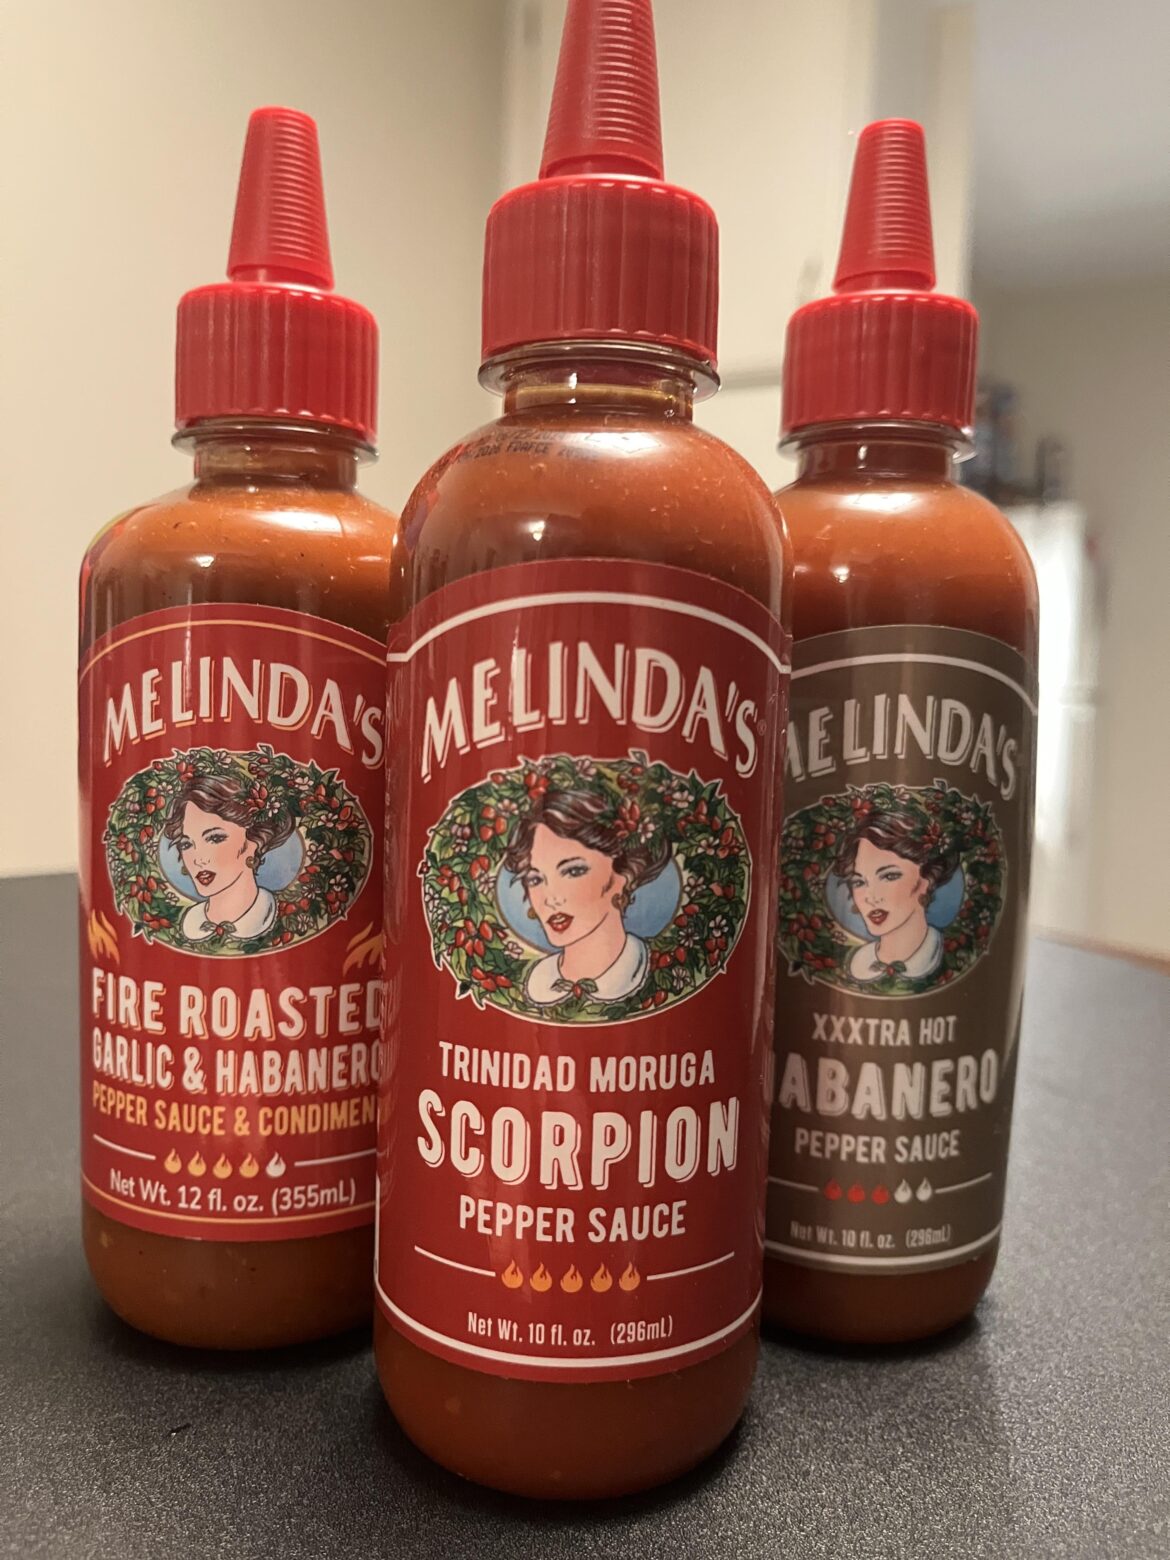 MELINDA'S
FIRE ROASTED
GARLIC & HABANERO
PEPPER SAUCE & CONDIMEN
Net Wt. 12 fl. oz. (355mL)
MELINDA'S®
TRINIDAD MORUGA
SCORPION
PEPPER SAUCE
Net Wt. 10 fl. oz. (296mL)
MELINDA'S
XXXTRA HOT
HABANERO
PEPPER SAUCE
Net Wt. 10 fl. oz. (296mL)